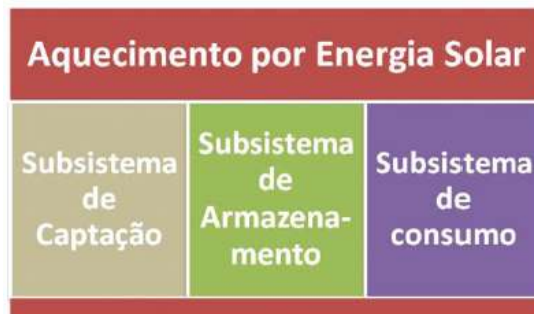 Aquecimento por Energia Solar
Subsistema
de
Captação
Subsistema
de
Armazena-
mento
Subsistema
de
consumo